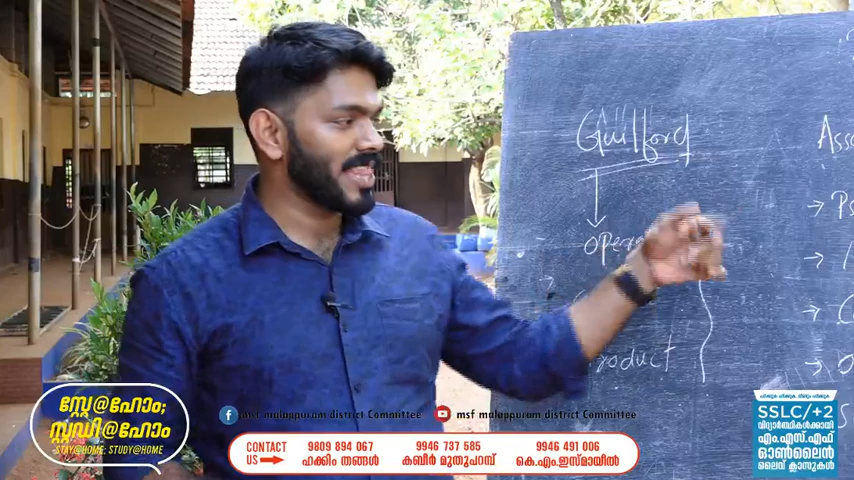 Guilford
Product
സ്റ്റേ@ഹോം;
സ്റ്റഡി@ഹോം
STAY@HOME; STUDY@HOME
msf malappuram district Committee
msf malappuram district Committee
CONTACT US
9809 894 067
ഹക്കിം തങ്ങൾ
9946 737 585
കബീർ മുതുപറമ്പ്
9946 491 006
കെ.എം.ഇസ്മായീൽ
SSLC/+2
വിദ്യാർത്ഥികൾക്കായി
എം.എസ്.എഫ്
ഓൺലൈൻ
ലൈവ് ക്ലാസുകൾ